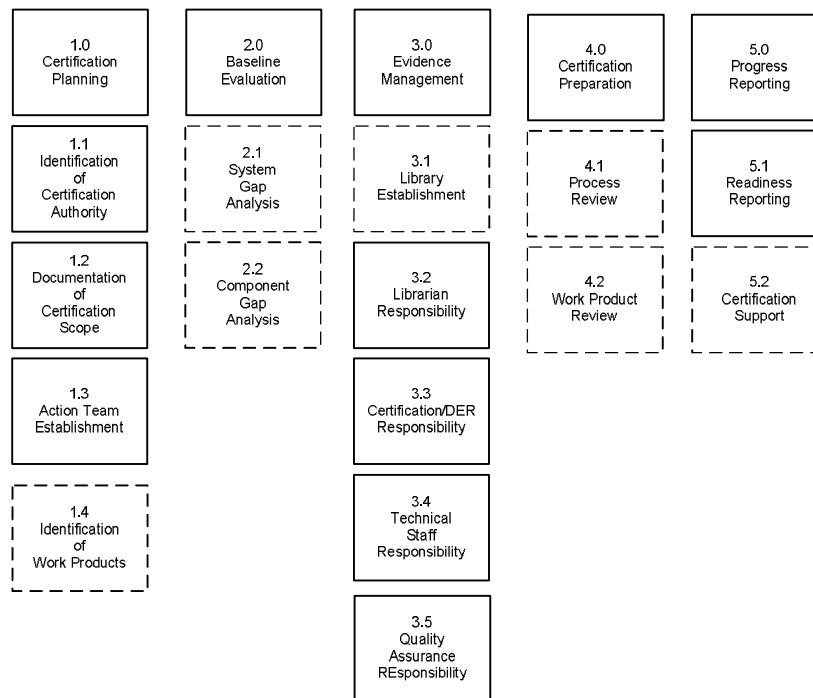 1.0
Certification
Planning
1.1
Identification
of
Certification
Authority
1.2
Documentation
of
Certification
Scope
1.3
Action Team
Establishment
1.4
Identification
of
Work Products
2.0
Baseline
Evaluation
2.1
System
Gap
Analysis
2.2
Component
Gap
Analysis
3.0
Evidence
Management
3.1
Library
Establishment
3.2
Librarian
Responsibility
3.3
Certification/DER
Responsibility
3.4
Technical
Staff
Responsibility
3.5
Quality
Assurance
REsponsibility
4.0
Certification
Preparation
4.1
Process
Review
4.2
Work Product
Review
5.0
Progress
Reporting
5.1
Readiness
Reporting
5.2
Certification
Support